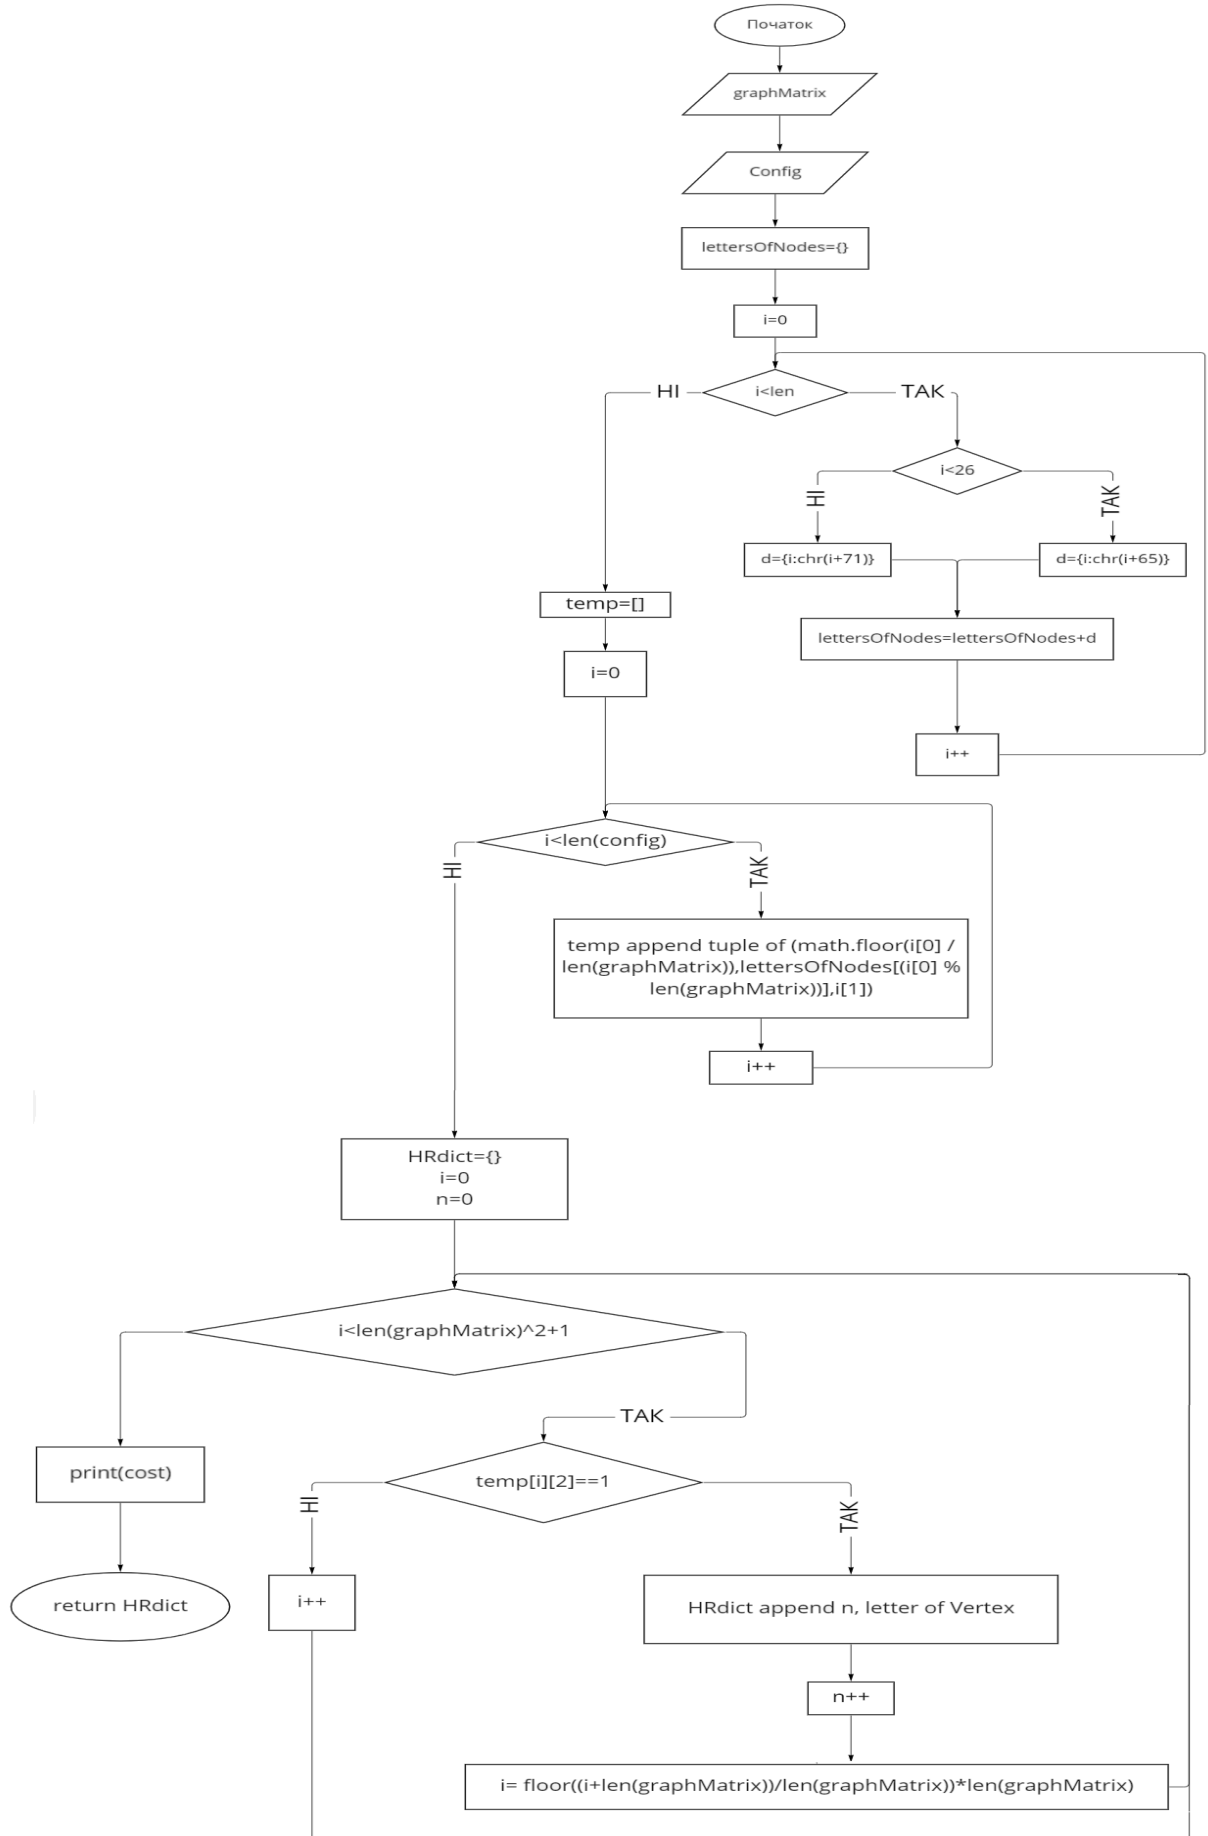 Початок
graphMatrix
Config
lettersOfNodes={}
i=0
i<len
НІ
ТАК
i<26
НІ
ТАК
d={i:chr(i+71)}
d={i:chr(i+65)}
lettersOfNodes=lettersOfNodes+d
i++
temp=[]
i=0
i<len(config)
НІ
ТАК
temp append tuple of (math.floor(i[0] /
len(graphMatrix)),lettersOfNodes[(i[0] %
len(graphMatrix))],i[1])
i++
HRdict={}
i=0
n=0
i<len(graphMatrix)^2+1
ТАК
print(cost)
return HRdict
temp[i][2]==1
НІ
ТАК
i++
HRdict append n, letter of Vertex
n++
i= floor((i+len(graphMatrix))/len(graphMatrix))*len(graphMatrix)